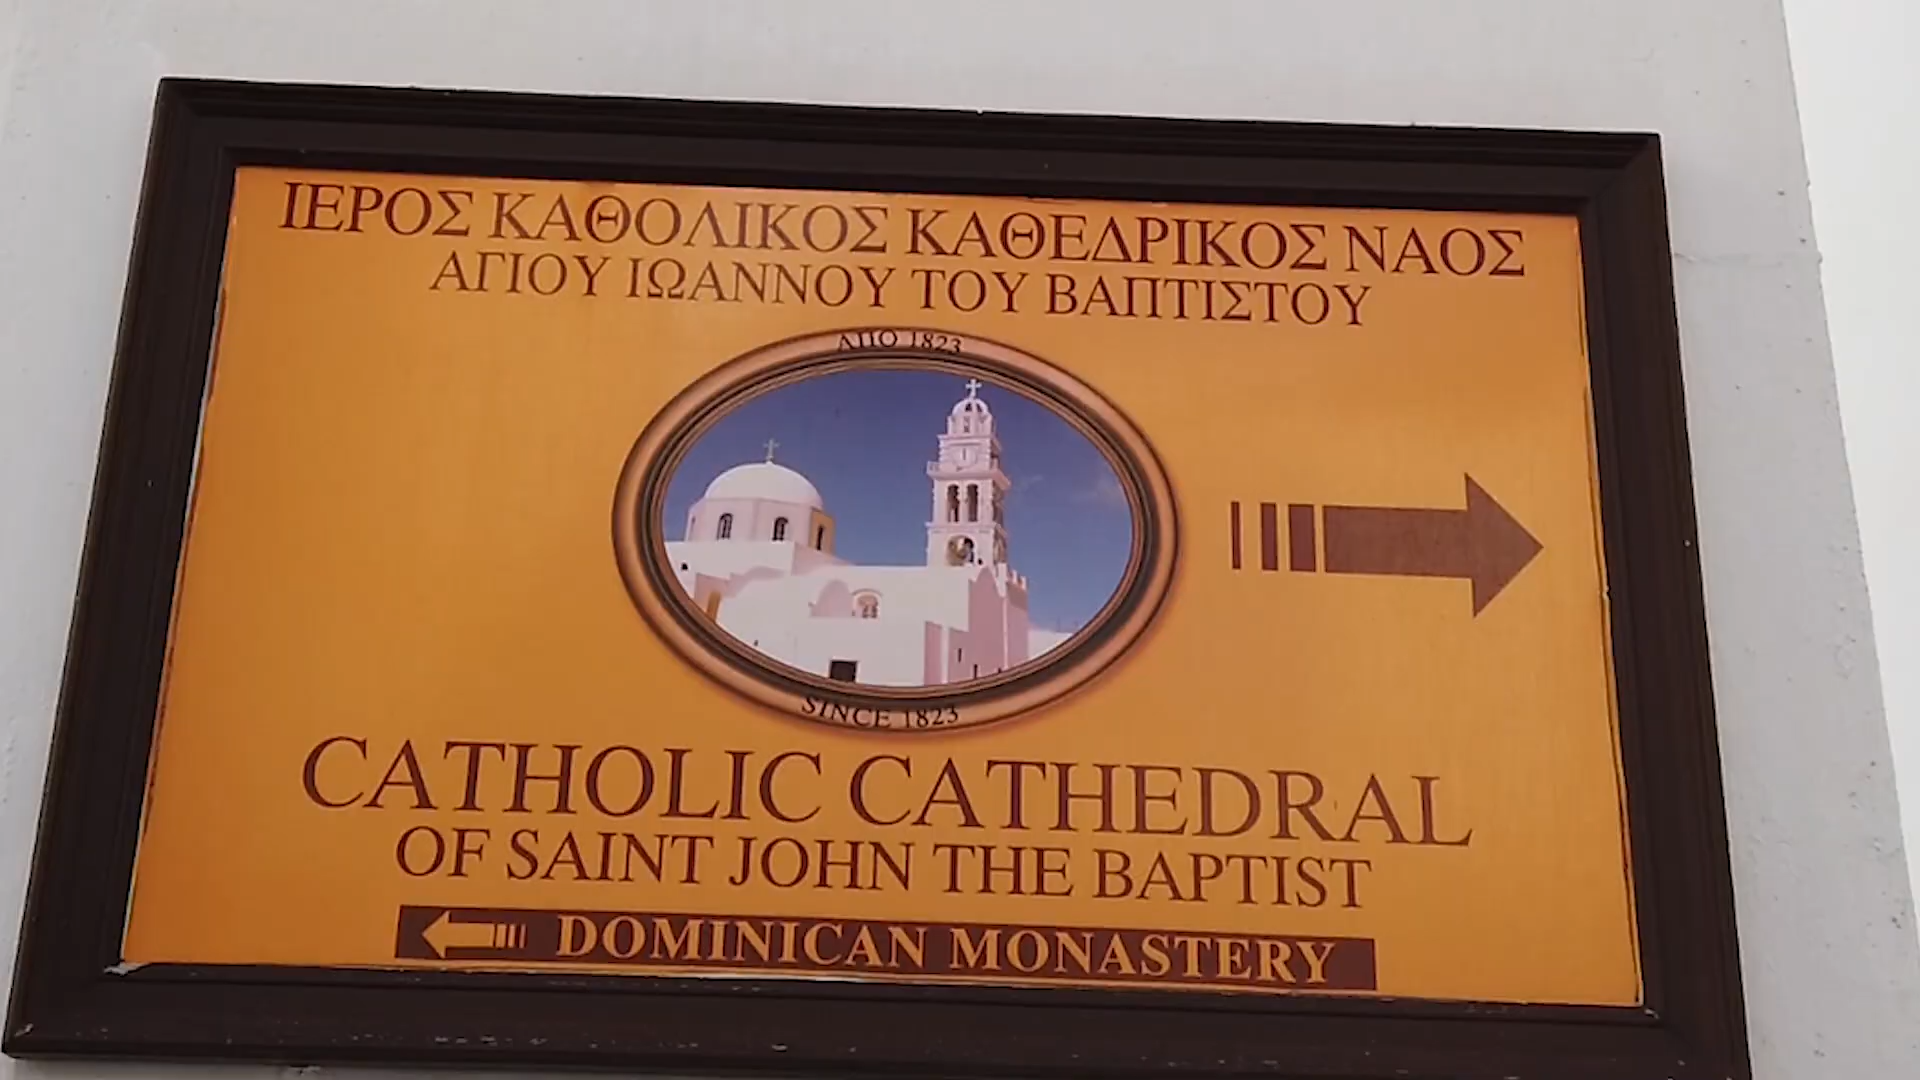 ΙΕΡΟΣ ΚΑΘΟΛΙΚΟΣ ΚΑΘΕΔΡΙΚΟΣ ΝΑΟΣ
ΑΓΙΟΥ ΙΩΑΝΝΟΥ ΤΟΥ ΒΑΠΤΙΣΤΟΥ
ΑΠΟ 1823
SINCE 1823
CATHOLIC CATHEDRAL
OF SAINT JOHN THE BAPTIST
DOMINICAN MONASTERY